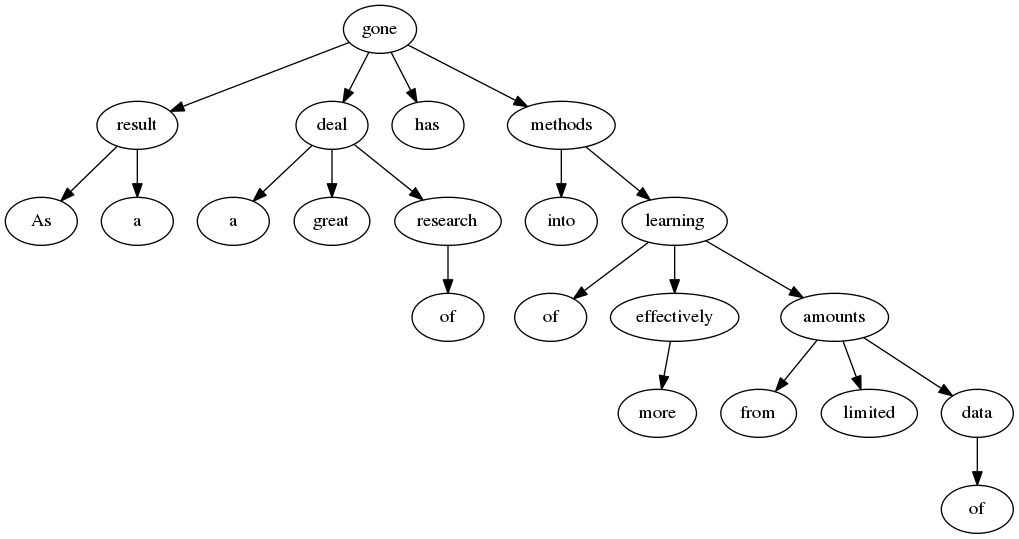 gone
result deal has methods
As a a great research into learning
of of effectively amounts
more from limited data
of